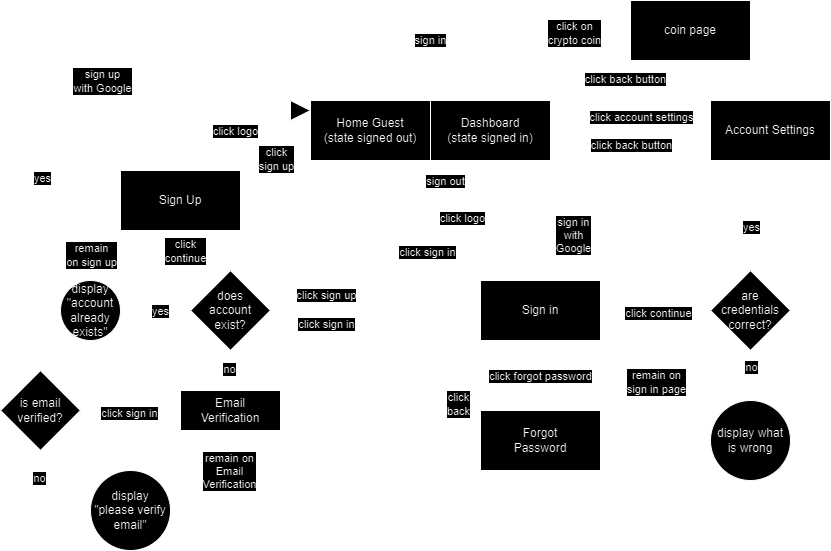 click on
crypto coin
coin page
sign in
sign up
with Google
click back button
click account settings
click back button
Account Settings
Home Guest
(state signed out)
Dashboard
(state signed in)
click logo
click
sign up
yes
Sign Up
sign out
click logo
click sign in
sign in
with
Google
yes
remain
on sign up
click
continue
display
"account
already
exists"
yes
does
account
exist?
click sign up
click sign in
Sign in
click continue
are
credentials
correct?
no
no
click forgot password
remain on
sign in page
is email
verified?
click sign in
Email
Verification
click
back
Forgot
Password
display what
is wrong
no
remain on
Email
Verification
display
"please verify
email"